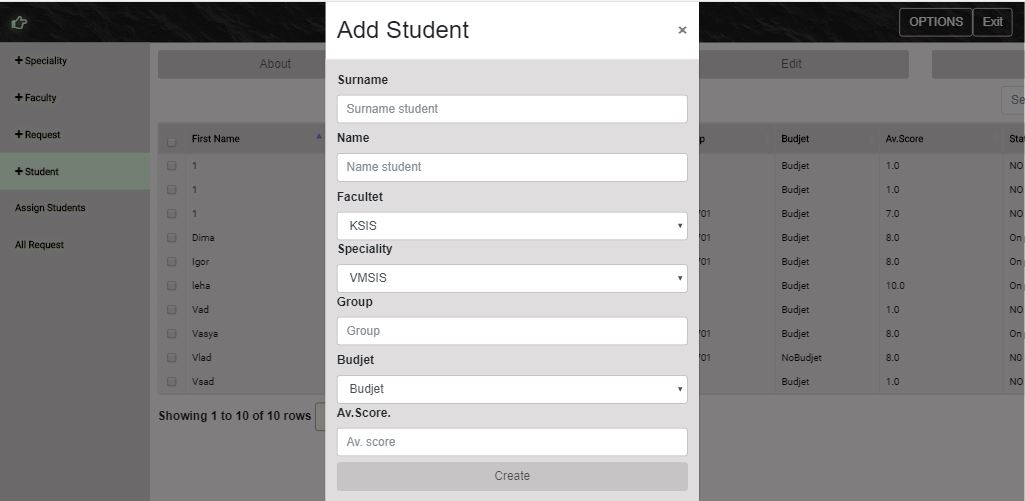 Add Student ×
OPTIONS Exit
+ Speciality
+ Faculty
+ Request
+ Student
Assign Students
All Request
About
Edit
Surname
Surname student
Name
Name student
Facultet
KSIS
Speciality
VMSIS
Group
Group
Budjet
Budjet
Av.Score.
Av. score
Create
Se
First Name p Budjet Av.Score Stat
1 Budjet 1.0 NO
1 Budjet 1.0 NO
1 701 Budjet 7.0 NO
Dima 701 Budjet 8.0 On
Igor 701 Budjet 8.0 On
leha Budjet 10.0 On
Vad Budjet 1.0 NO
Vasya 701 Budjet 8.0 On
Vlad 701 NoBudjet 8.0 N0
Vsad Budjet 1.0 NO
Showing 1 to 10 of 10 rows